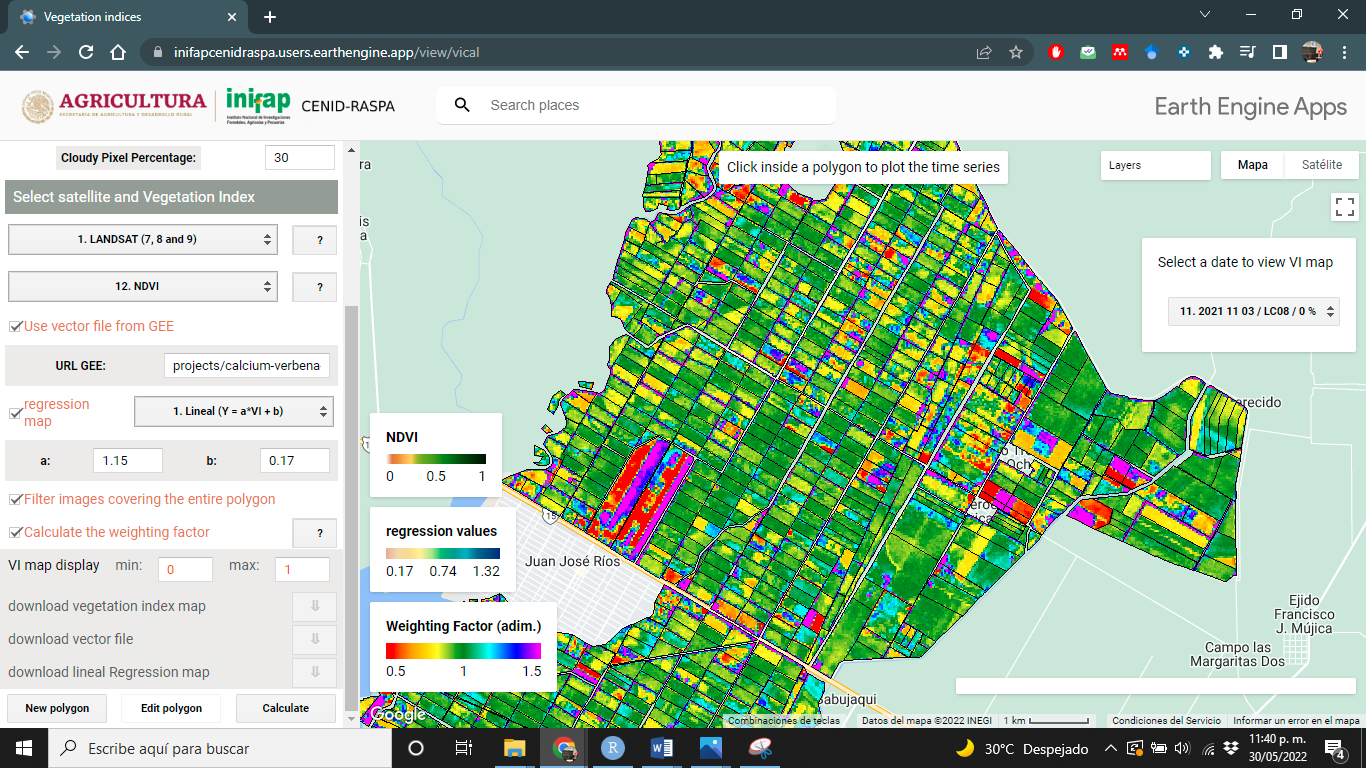 Vegetation indices
inifapcenidraspa.users.earthengine.app/view/vical
AGRICULTURA
SECRETARÍA DE AGRICULTURA Y DESARROLLO RURAL
inifap
Instituto Nacional de Investigaciones
Forestales, Agrícolas y Pecuarias
CENID-RASPA
Search places
Earth Engine Apps
Cloudy Pixel Percentage:
30
Select satellite and Vegetation Index
1. LANDSAT (7, 8 and 9)
?
12. NDVI
?
Use vector file from GEE
URL GEE:
projects/calcium-verbena
regression
map
1. Lineal (Y = a*VI + b)
a:
1.15
b:
0.17
Filter images covering the entire polygon
Calculate the weighting factor
?
VI map display
min:
0
max:
1
download vegetation index map
download vector file
download lineal Regression map
New polygon
Edit polygon
Calculate
Click inside a polygon to plot the time series
Layers
Mapa
Satélite
Select a date to view VI map
11. 2021 11 03 / LC08 / 0 %
NDVI
0 0.5 1
regression values
0.17 0.74 1.32
Weighting Factor (adim.)
0.5 1 1.5
ra
is
a
15
Juan José Ríos
arecido
Och
Ejido
Francisco
J. Mújica
Campo las
Margaritas Dos
Babujaqui
Google
Combinaciones de teclas
Datos del mapa ©2022 INEGI
1 km
Condiciones del Servicio
Informar un error en el mapa
Escribe aquí para buscar
30°C Despejado
11:40 p. m.
30/05/2022
4